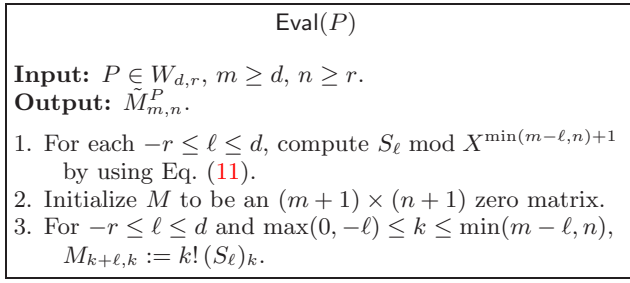 Eval(P)
Input: P ∈ W_{d,r}, m ≥ d, n ≥ r.
Output: M̃^P_{m,n}.
1. For each −r ≤ ℓ ≤ d, compute S_ℓ mod X^{min(m−ℓ,n)+1}
by using Eq. (11).
2. Initialize M to be an (m + 1) × (n + 1) zero matrix.
3. For −r ≤ ℓ ≤ d and max(0, −ℓ) ≤ k ≤ min(m − ℓ, n),
M_{k+ℓ,k} := k! (S_ℓ)_k.